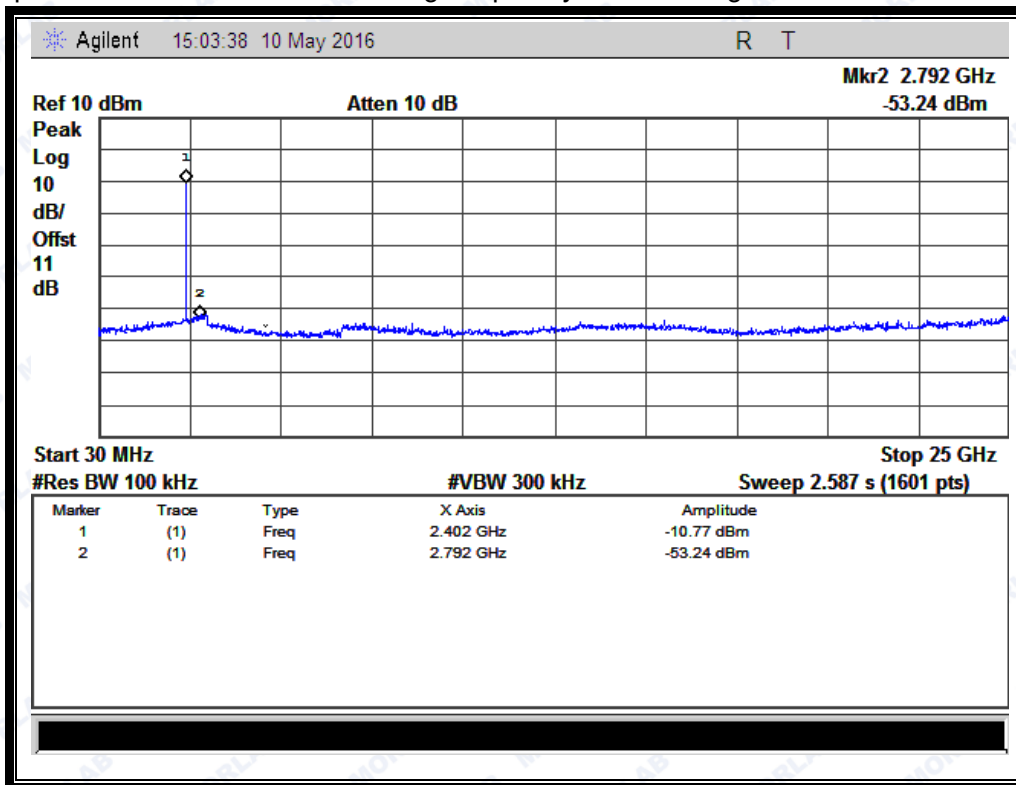 Agilent 15:03:38 10 May 2016 R T
Mkr2 2.792 GHz
Ref 10 dBm Atten 10 dB -53.24 dBm
Peak
Log
10
dB/
Offst
11
dB
1
2
Start 30 MHz Stop 25 GHz
#Res BW 100 kHz #VBW 300 kHz Sweep 2.587 s (1601 pts)
Marker Trace Type X Axis Amplitude
1 (1) Freq 2.402 GHz -10.77 dBm
2 (1) Freq 2.792 GHz -53.24 dBm